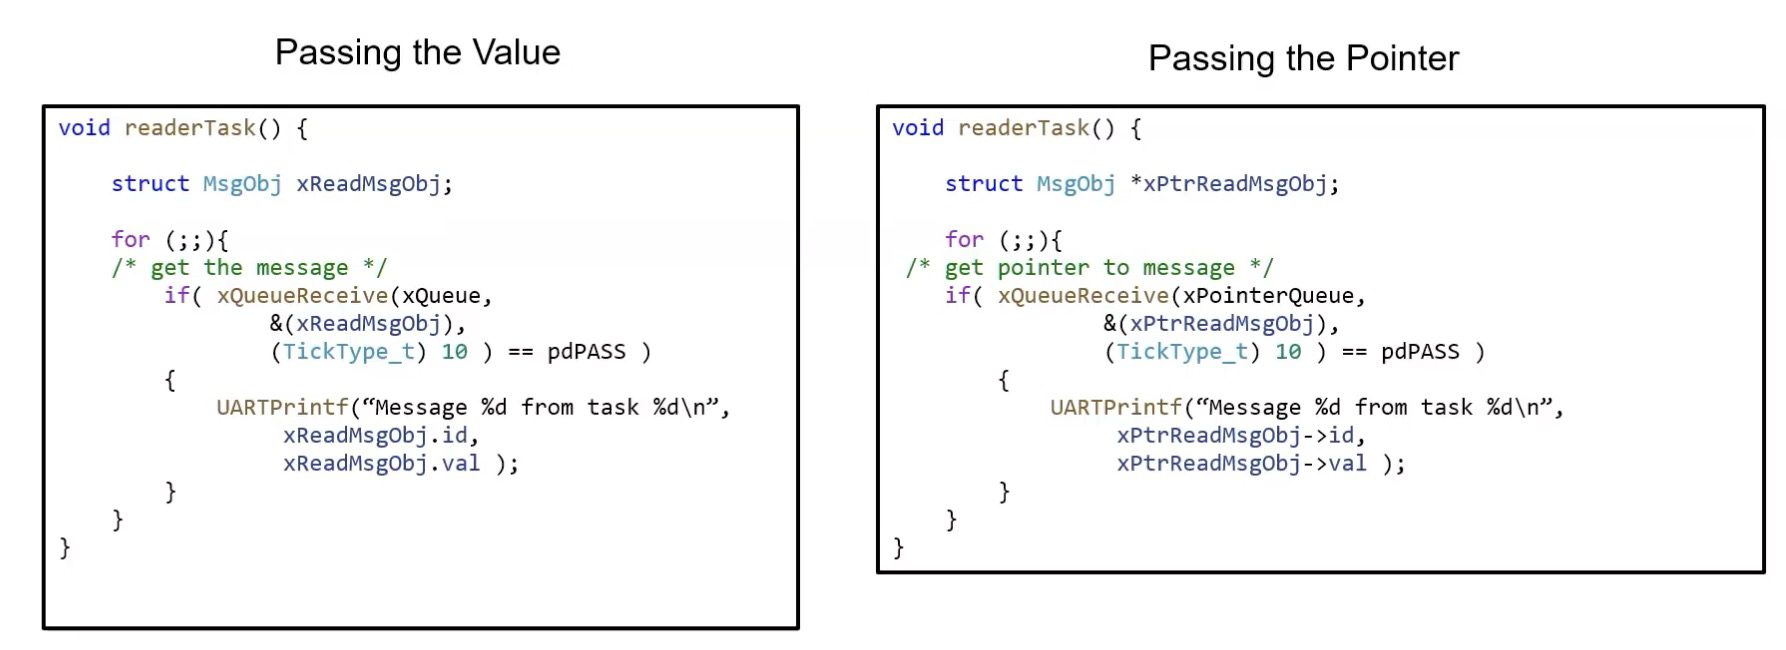 Passing the Value
void readerTask() {
struct MsgObj xReadMsgObj;
for (;;){
/* get the message */
if( xQueueReceive(xQueue,
&(xReadMsgObj),
(TickType_t) 10 ) == pdPASS )
{
UARTPrintf(“Message %d from task %d\n”,
xReadMsgObj.id,
xReadMsgObj.val );
}
}
}
Passing the Pointer
void readerTask() {
struct MsgObj *xPtrReadMsgObj;
for (;;){
/* get pointer to message */
if( xQueueReceive(xPointerQueue,
&(xPtrReadMsgObj),
(TickType_t) 10 ) == pdPASS )
{
UARTPrintf(“Message %d from task %d\n”,
xPtrReadMsgObj->id,
xPtrReadMsgObj->val );
}
}
}